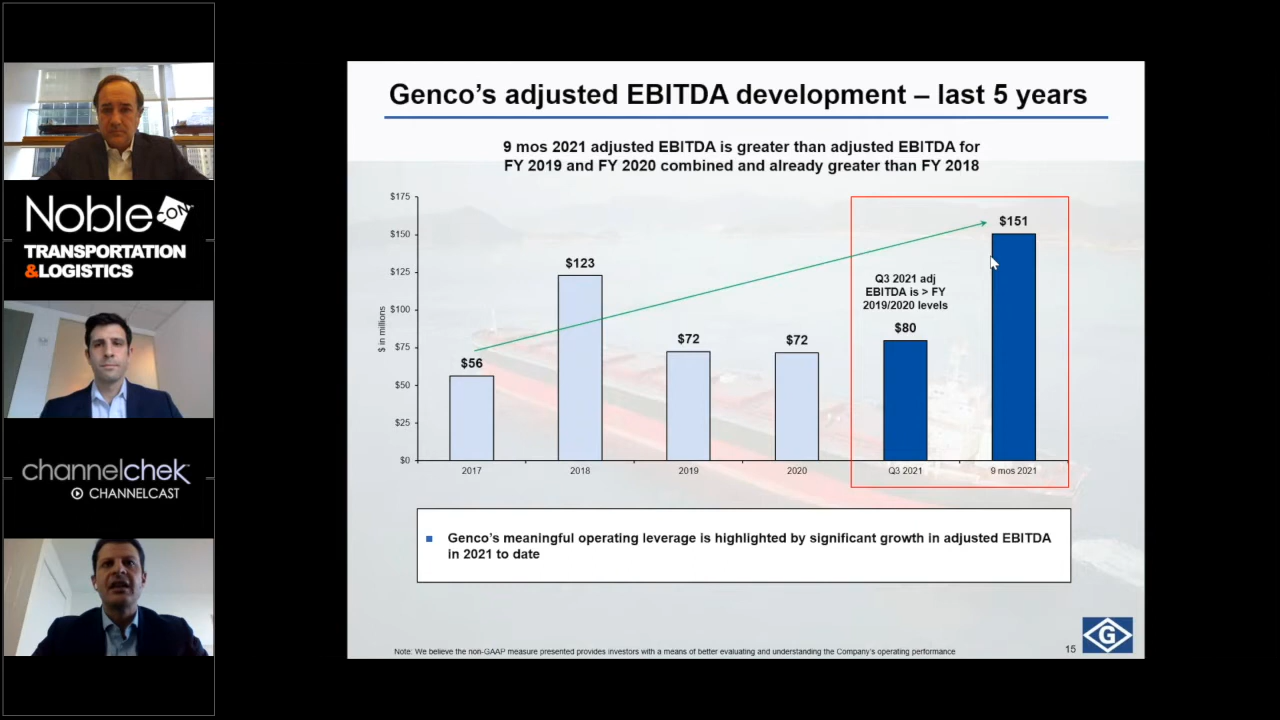 Noble CON
TRANSPORTATION
&LOGISTICS
channelchek
CHANNELCAST
Genco's adjusted EBITDA development – last 5 years
9 mos 2021 adjusted EBITDA is greater than adjusted EBITDA for
FY 2019 and FY 2020 combined and already greater than FY 2018
$ in millions
$175
$150
$125
$100
$75
$50
$25
$0
$56
$123
$72
$72
$80
$151
Q3 2021 adj
EBITDA is > FY
2019/2020 levels
2017
2018
2019
2020
Q3 2021
9 mos 2021
Genco's meaningful operating leverage is highlighted by significant growth in adjusted EBITDA
in 2021 to date
Note: We believe the non-GAAP measure presented provides investors with a means of better evaluating and understanding the Company's operating performance
15
G